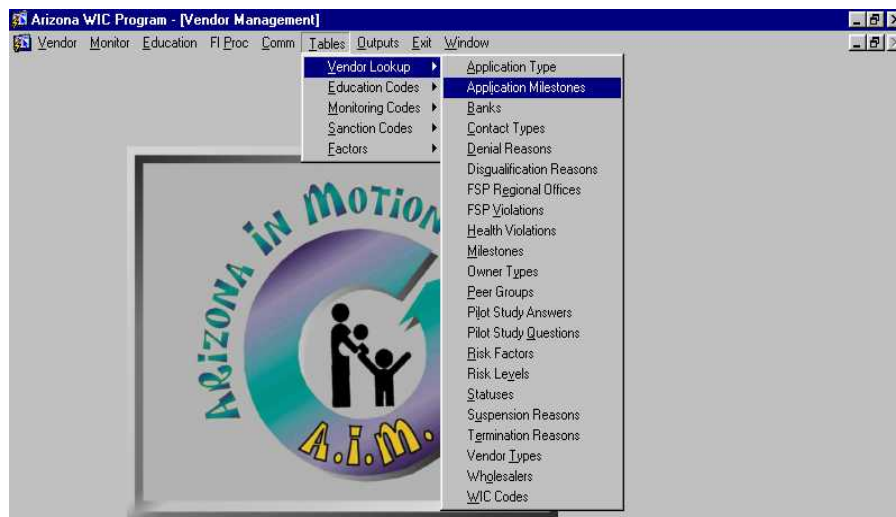 Arizona WIC Program - [Vendor Management]
Vendor Monitor Education FI Proc Comm Tables Outputs Exit Window
Vendor Lookup
Education Codes
Monitoring Codes
Sanction Codes
Factors
Application Type
Application Milestones
Banks
Contact Types
Denial Reasons
Disqualification Reasons
FSP Regional Offices
FSP Violations
Health Violations
Milestones
Owner Types
Peer Groups
Pilot Study Answers
Pilot Study Questions
Risk Factors
Risk Levels
Statuses
Suspension Reasons
Termination Reasons
Vendor Types
Wholesalers
WIC Codes
ARIZONA IN MOTION
A.I.M.